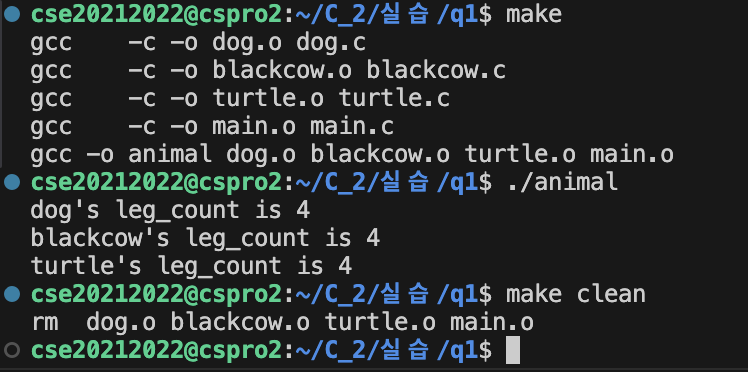 cse20212022@cspro2:~/C_2/실습/q1$ make
gcc    -c -o dog.o dog.c
gcc    -c -o blackcow.o blackcow.c
gcc    -c -o turtle.o turtle.c
gcc    -c -o main.o main.c
gcc -o animal dog.o blackcow.o turtle.o main.o
cse20212022@cspro2:~/C_2/실습/q1$ ./animal
dog's leg_count is 4
blackcow's leg_count is 4
turtle's leg_count is 4
cse20212022@cspro2:~/C_2/실습/q1$ make clean
rm  dog.o blackcow.o turtle.o main.o
cse20212022@cspro2:~/C_2/실습/q1$